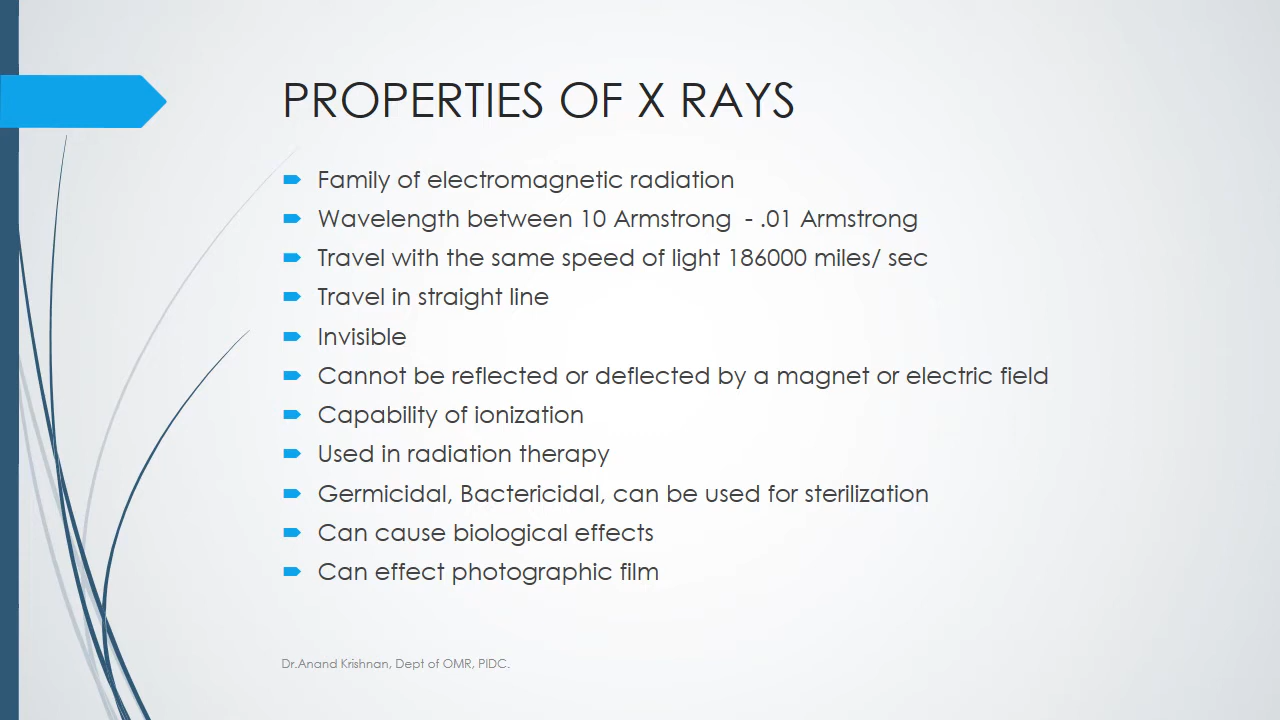 PROPERTIES OF X RAYS
Family of electromagnetic radiation
Wavelength between 10 Armstrong - .01 Armstrong
Travel with the same speed of light 186000 miles/ sec
Travel in straight line
Invisible
Cannot be reflected or deflected by a magnet or electric field
Capability of ionization
Used in radiation therapy
Germicidal, Bactericidal, can be used for sterilization
Can cause biological effects
Can effect photographic film
Dr.Anand Krishnan, Dept of OMR, PIDC.